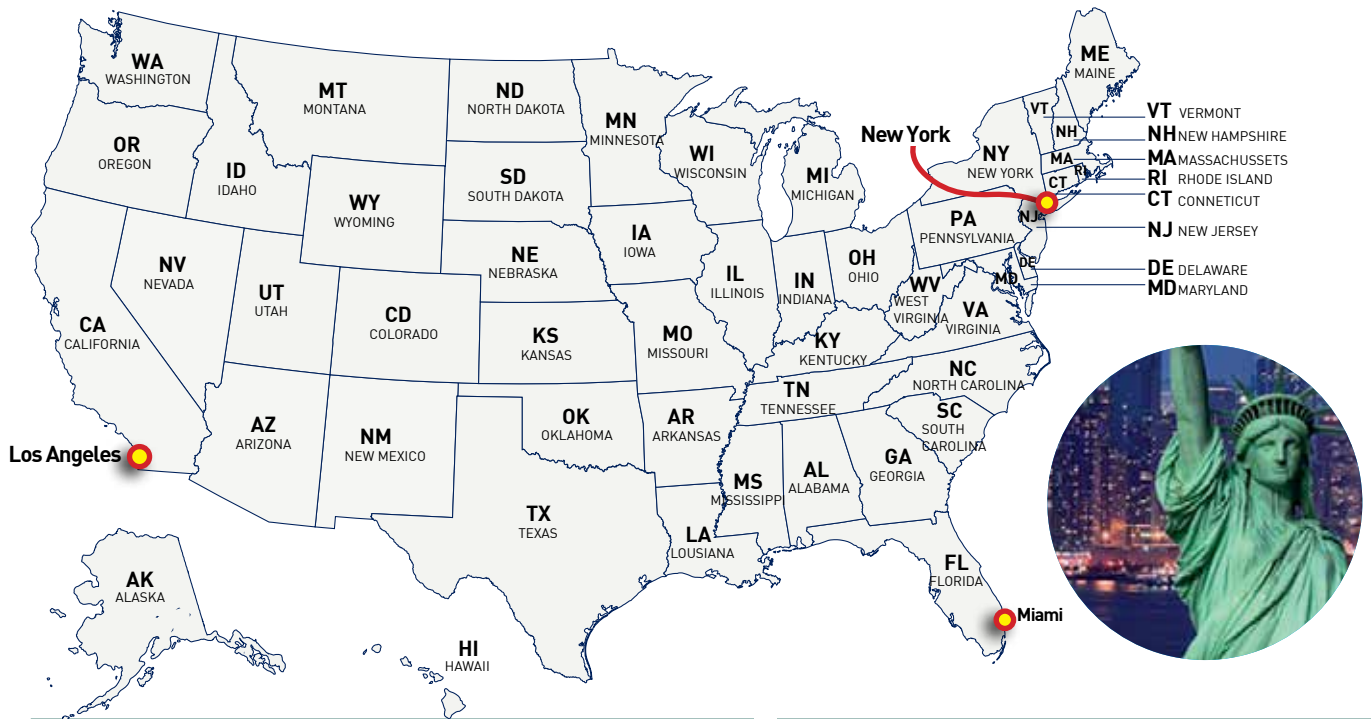 WA
WASHINGTON
OR
OREGON
CA
CALIFORNIA
NV
NEVADA
ID
IDAHO
MT
MONTANA
WY
WYOMING
UT
UTAH
CD
COLORADO
AZ
ARIZONA
NM
NEW MEXICO
ND
NORTH DAKOTA
SD
SOUTH DAKOTA
NE
NEBRASKA
KS
KANSAS
OK
OKLAHOMA
TX
TEXAS
MN
MINNESOTA
IA
IOWA
MO
MISSOURI
AR
ARKANSAS
LA
LOUSIANA
WI
WISCONSIN
IL
ILLINOIS
MI
MICHIGAN
IN
INDIANA
OH
OHIO
KY
KENTUCKY
TN
TENNESSEE
MS
MISSISSIPPI
AL
ALABAMA
GA
GEORGIA
FL
FLORIDA
SC
SOUTH
CAROLINA
NC
NORTH CAROLINA
VA
VIRGINIA
WV
WEST
VIRGINIA
PA
PENNSYLVANIA
NY
NEW YORK
ME
MAINE
VT
NH
MA
RI
CT
NJ
DE
MD
VT VERMONT
NH NEW HAMPSHIRE
MA MASSACHUSSETS
RI RHODE ISLAND
CT CONNETICUT
NJ NEW JERSEY
DE DELAWARE
MD MARYLAND
AK
ALASKA
HI
HAWAII
New York
Los Angeles
Miami